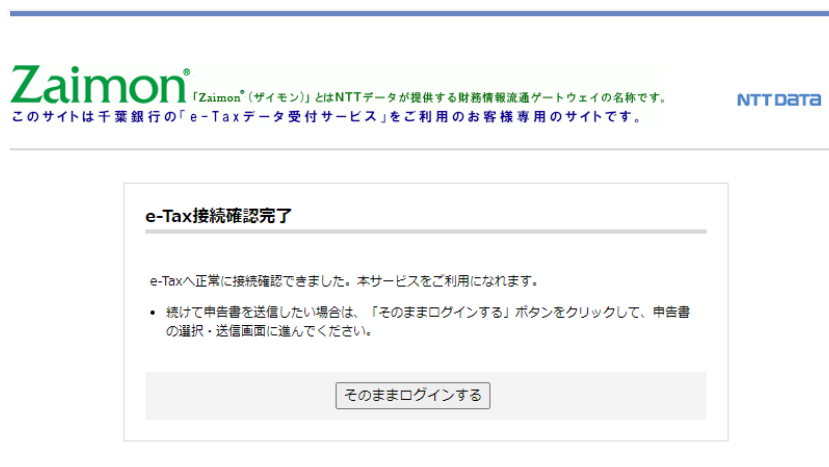 Zaimon®「Zaimon®(ザイモン)」とはNTTデータが提供する財務情報流通ゲートウェイの名称です。
このサイトは千葉銀行の「e-Taxデータ受付サービス」をご利用のお客様専用のサイトです。
NTT DATA
e-Tax接続確認完了
e-Taxへ正常に接続確認できました。本サービスをご利用になれます。
• 続けて申告書を送信したい場合は、「そのままログインする」ボタンをクリックして、申告書
の選択・送信画面に進んでください。
そのままログインする